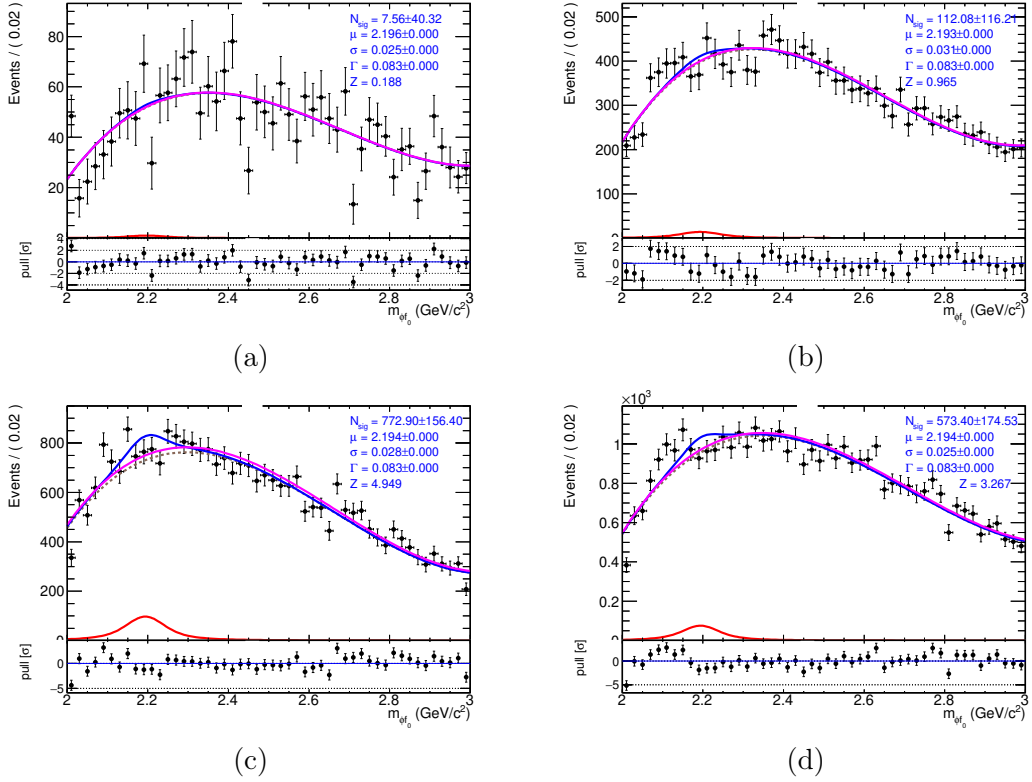 N_sig = 7.56±40.32
μ = 2.196±0.000
σ = 0.025±0.000
Γ = 0.083±0.000
Z = 0.188
Events / ( 0.02 )
80
60
40
20
pull [σ]
4
2
0
−2
−4
2 2.2 2.4 2.6 2.8 3
m_ϕf_0 (GeV/c²)
(a)
N_sig = 112.08±116.21
μ = 2.193±0.000
σ = 0.031±0.000
Γ = 0.083±0.000
Z = 0.965
Events / ( 0.02 )
500
400
300
200
100
pull [σ]
2
0
−2
2 2.2 2.4 2.6 2.8 3
m_ϕf_0 (GeV/c²)
(b)
N_sig = 772.90±156.40
μ = 2.194±0.000
σ = 0.028±0.000
Γ = 0.083±0.000
Z = 4.949
Events / ( 0.02 )
800
600
400
200
pull [σ]
0
−5
2 2.2 2.4 2.6 2.8 3
m_ϕf_0 (GeV/c²)
(c)
×10³
N_sig = 573.40±174.53
μ = 2.194±0.000
σ = 0.025±0.000
Γ = 0.083±0.000
Z = 3.267
Events / ( 0.02 )
1
0.8
0.6
0.4
0.2
pull [σ]
0
−5
2 2.2 2.4 2.6 2.8 3
m_ϕf_0 (GeV/c²)
(d)